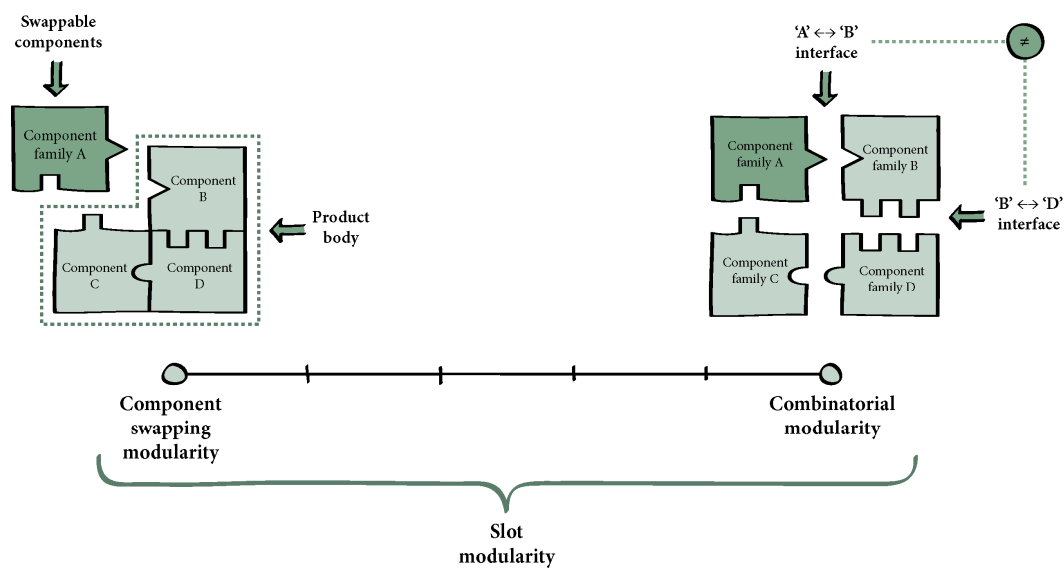 Swappable
components
Component
family A
Component
B
Component
C
Component
D
Product
body
‘A’ ↔ ‘B’
interface
≠
Component
family A
Component
family B
Component
family C
Component
family D
‘B’ ↔ ‘D’
interface
Component
swapping
modularity
Combinatorial
modularity
Slot
modularity